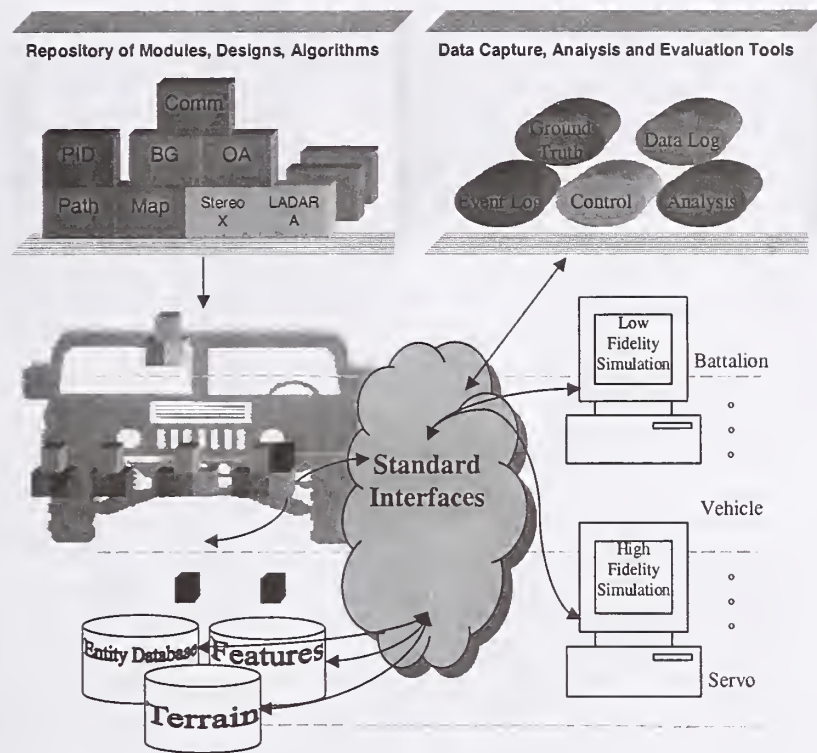 Repository of Modules, Designs, Algorithms
Data Capture, Analysis and Evaluation Tools
Comm
PID
BG
OA
Path
Map
Stereo
X
LADAR
A
Ground
Truth
Data Log
Event Log
Control
Analysis
Low
Fidelity
Simulation
Battalion
Standard
Interfaces
Vehicle
High
Fidelity
Simulation
Entity Database
Features
Terrain
Servo